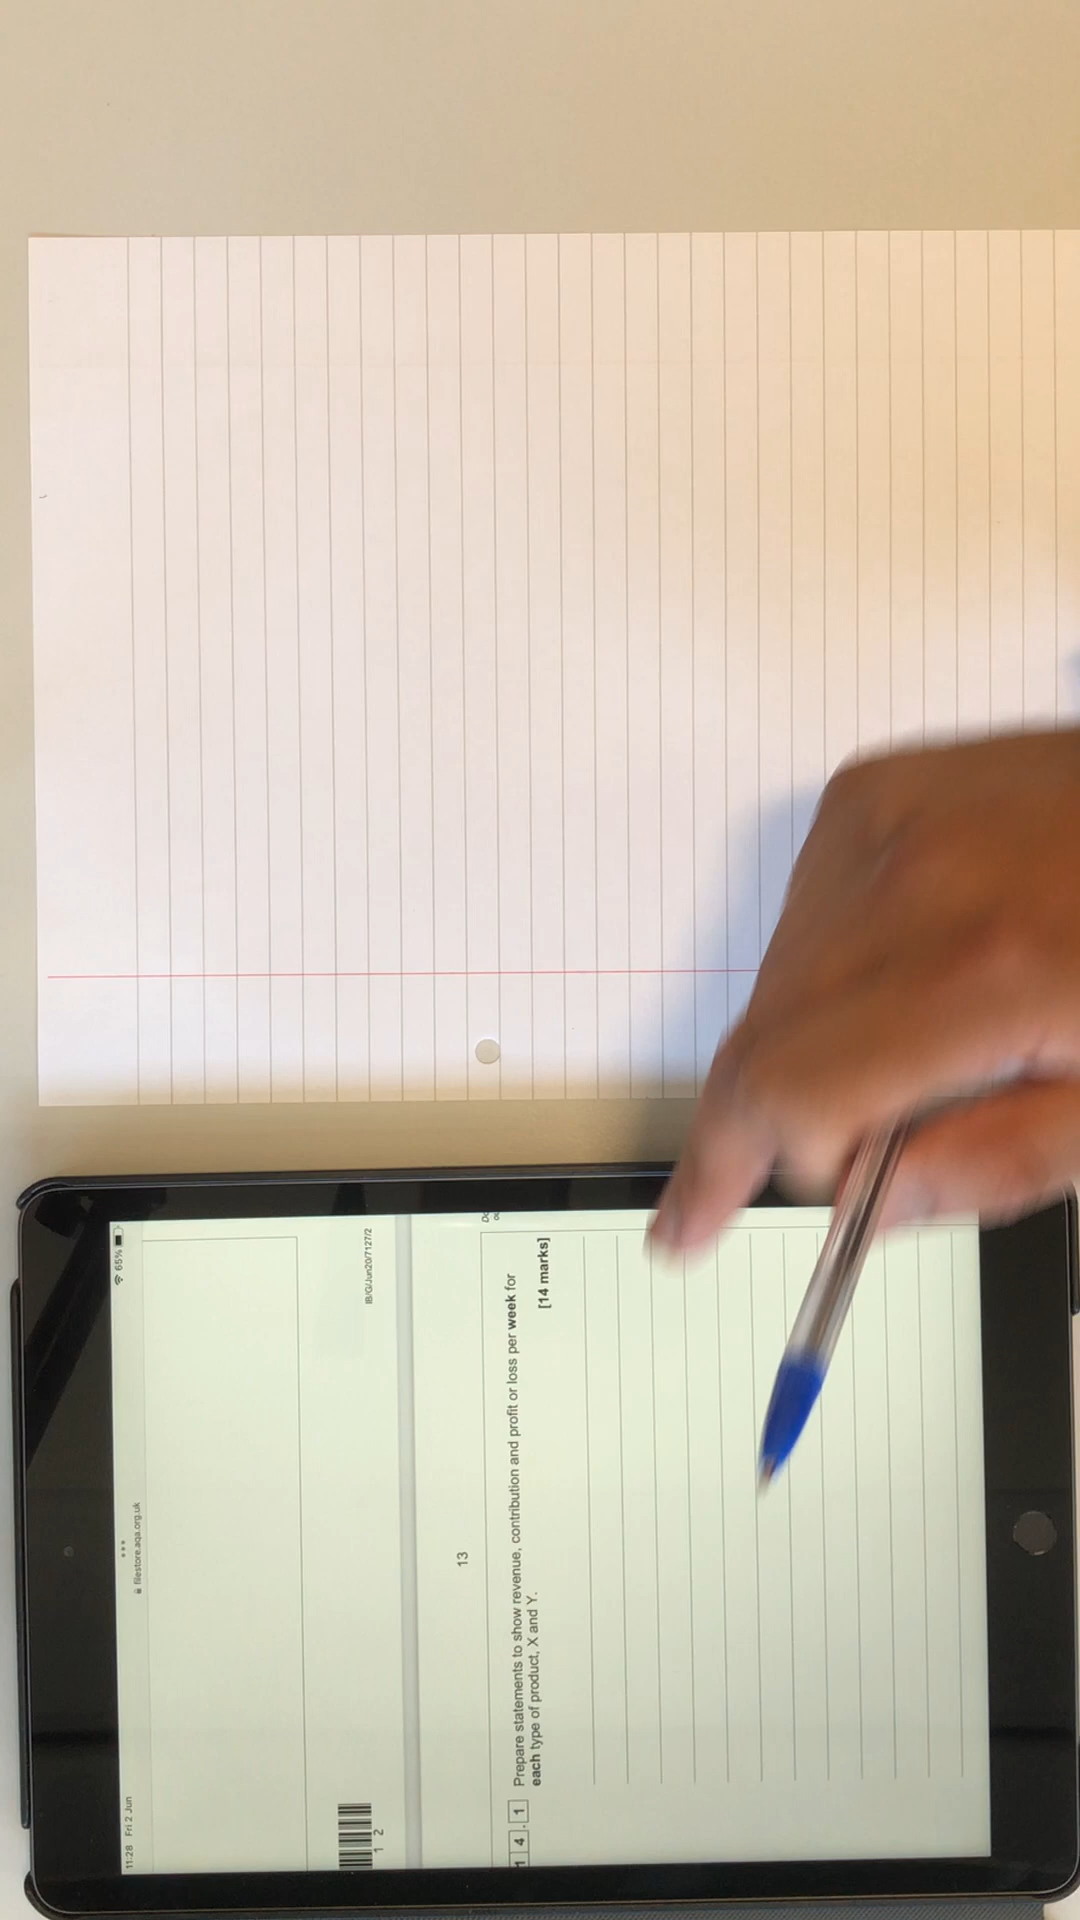 11:28 Fri 2 Jun
65%
filestore.aqa.org.uk
1 2
IB/G/Jun20/7127/2
13
1 4 . 1 Prepare statements to show revenue, contribution and profit or loss per week for
each type of product, X and Y.
[14 marks]